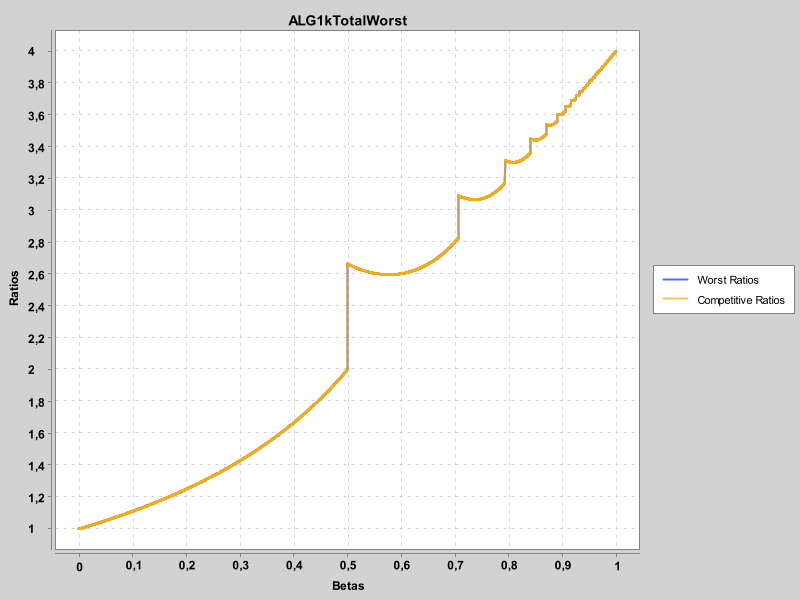 ALG1kTotalWorst
4
3,8
3,6
3,4
3,2
3
2,8
2,6
2,4
2,2
2
1,8
1,6
1,4
1,2
1
Ratios
0 0,1 0,2 0,3 0,4 0,5 0,6 0,7 0,8 0,9 1
Betas
Worst Ratios
Competitive Ratios